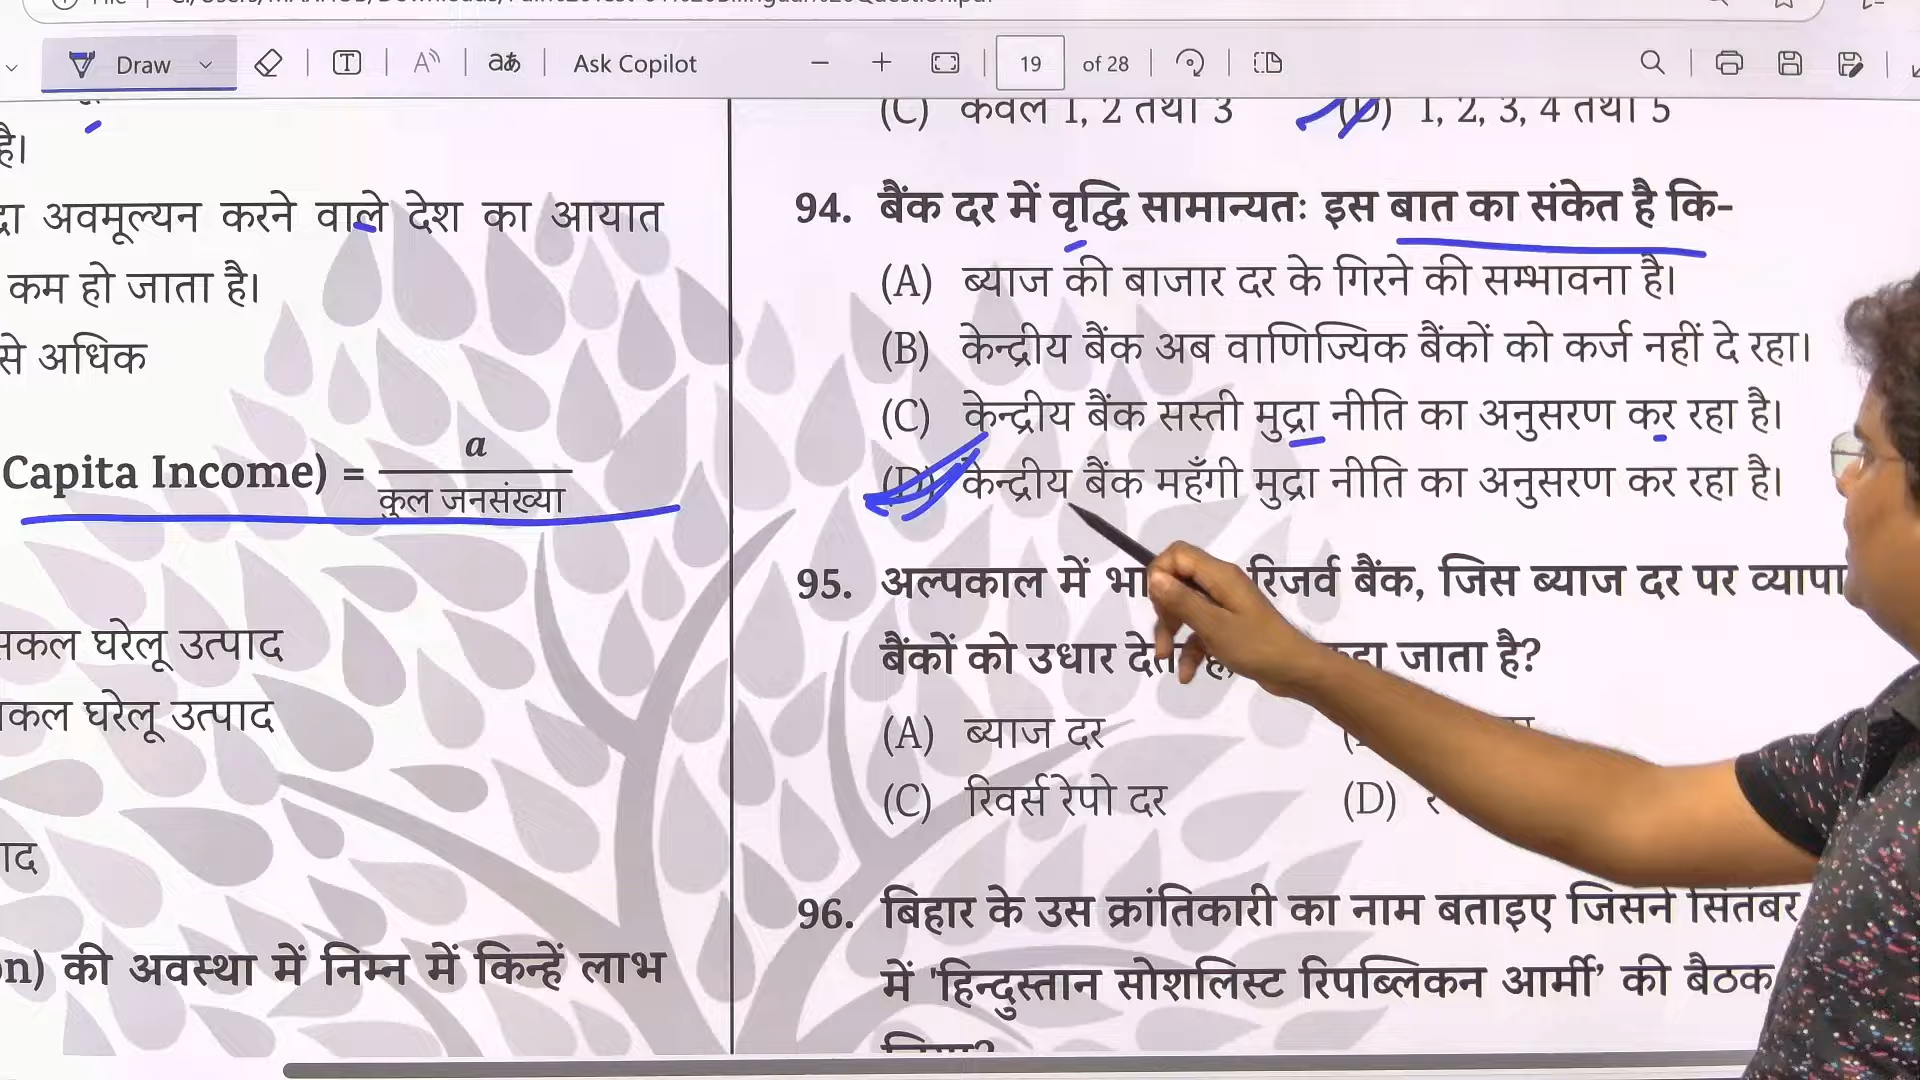 Draw
Ask Copilot
19 of 28
है।
अवमूल्यन करने वाले देश का आयात
कम हो जाता है।
से अधिक
Capita Income) = a / कुल जनसंख्या
घरेलू उत्पाद
घरेलू उत्पाद
की अवस्था में निम्न में किन्हें लाभ
(C) केवल 1, 2 तथा 3 (D) 1, 2, 3, 4 तथा 5
94. बैंक दर में वृद्धि सामान्यतः इस बात का संकेत है कि-
(A) ब्याज की बाजार दर के गिरने की सम्भावना है।
(B) केन्द्रीय बैंक अब वाणिज्यिक बैंकों को कर्ज नहीं दे रहा।
(C) केन्द्रीय बैंक सस्ती मुद्रा नीति का अनुसरण कर रहा है।
(D) केन्द्रीय बैंक महँगी मुद्रा नीति का अनुसरण कर रहा है।
95. अल्पकाल में रिजर्व बैंक, जिस ब्याज दर पर
बैंकों को उधार जाता है?
(A) ब्याज दर
(C) रिवर्स रेपो दर (D)
96. बिहार के उस क्रांतिकारी का नाम बताइए जिसने सितंबर
में 'हिन्दुस्तान सोशलिस्ट रिपब्लिकन आर्मी’ की बैठक